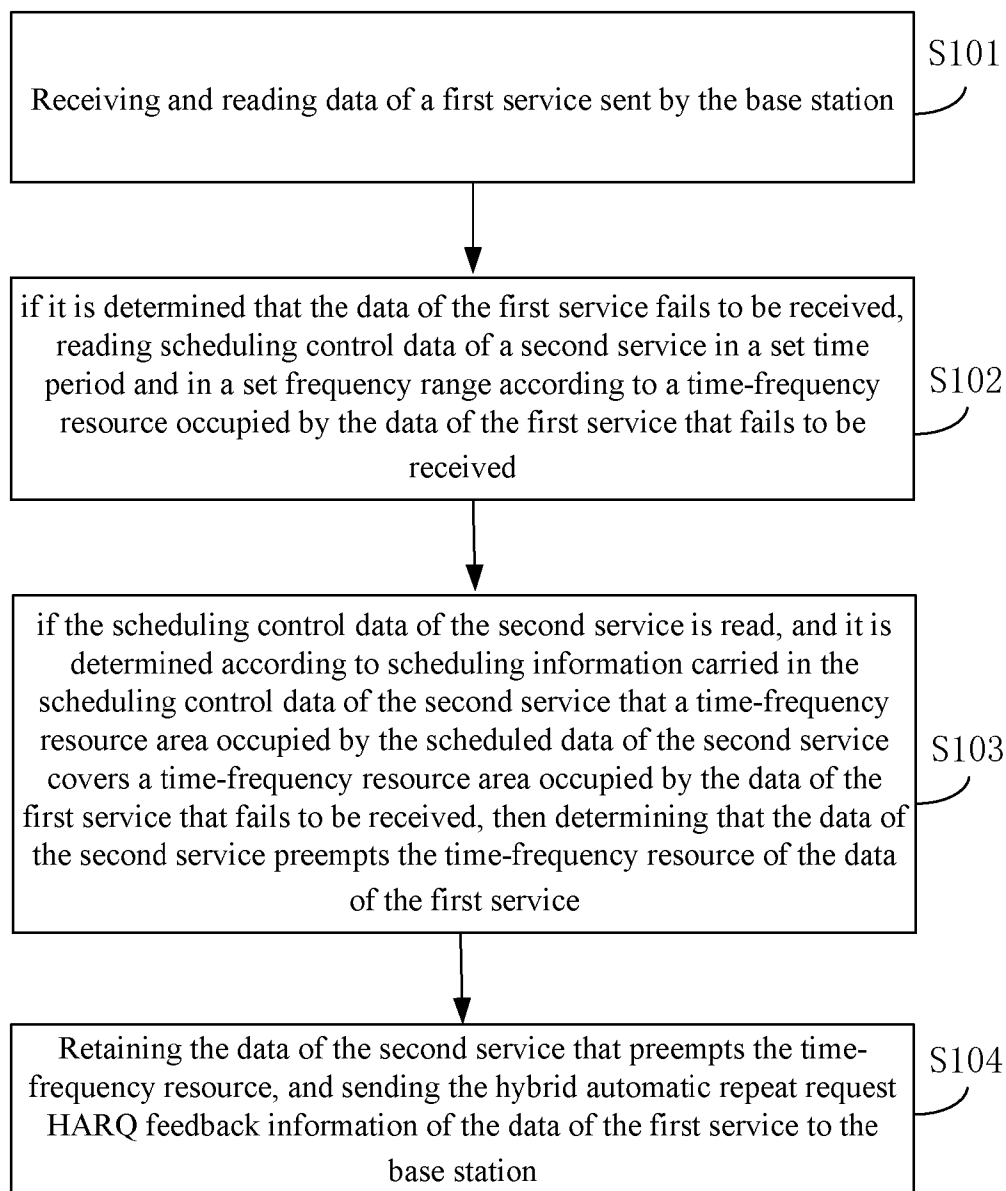 S101
Receiving and reading data of a first service sent by the base station
if it is determined that the data of the first service fails to be received,
reading scheduling control data of a second service in a set time
period and in a set frequency range according to a time-frequency
resource occupied by the data of the first service that fails to be
received
S102
if the scheduling control data of the second service is read, and it is
determined according to scheduling information carried in the
scheduling control data of the second service that a time-frequency
resource area occupied by the scheduled data of the second service
covers a time-frequency resource area occupied by the data of the
first service that fails to be received, then determining that the data of
the second service preempts the time-frequency resource of the data
of the first service
S103
Retaining the data of the second service that preempts the time-
frequency resource, and sending the hybrid automatic repeat request
HARQ feedback information of the data of the first service to the
base station
S104